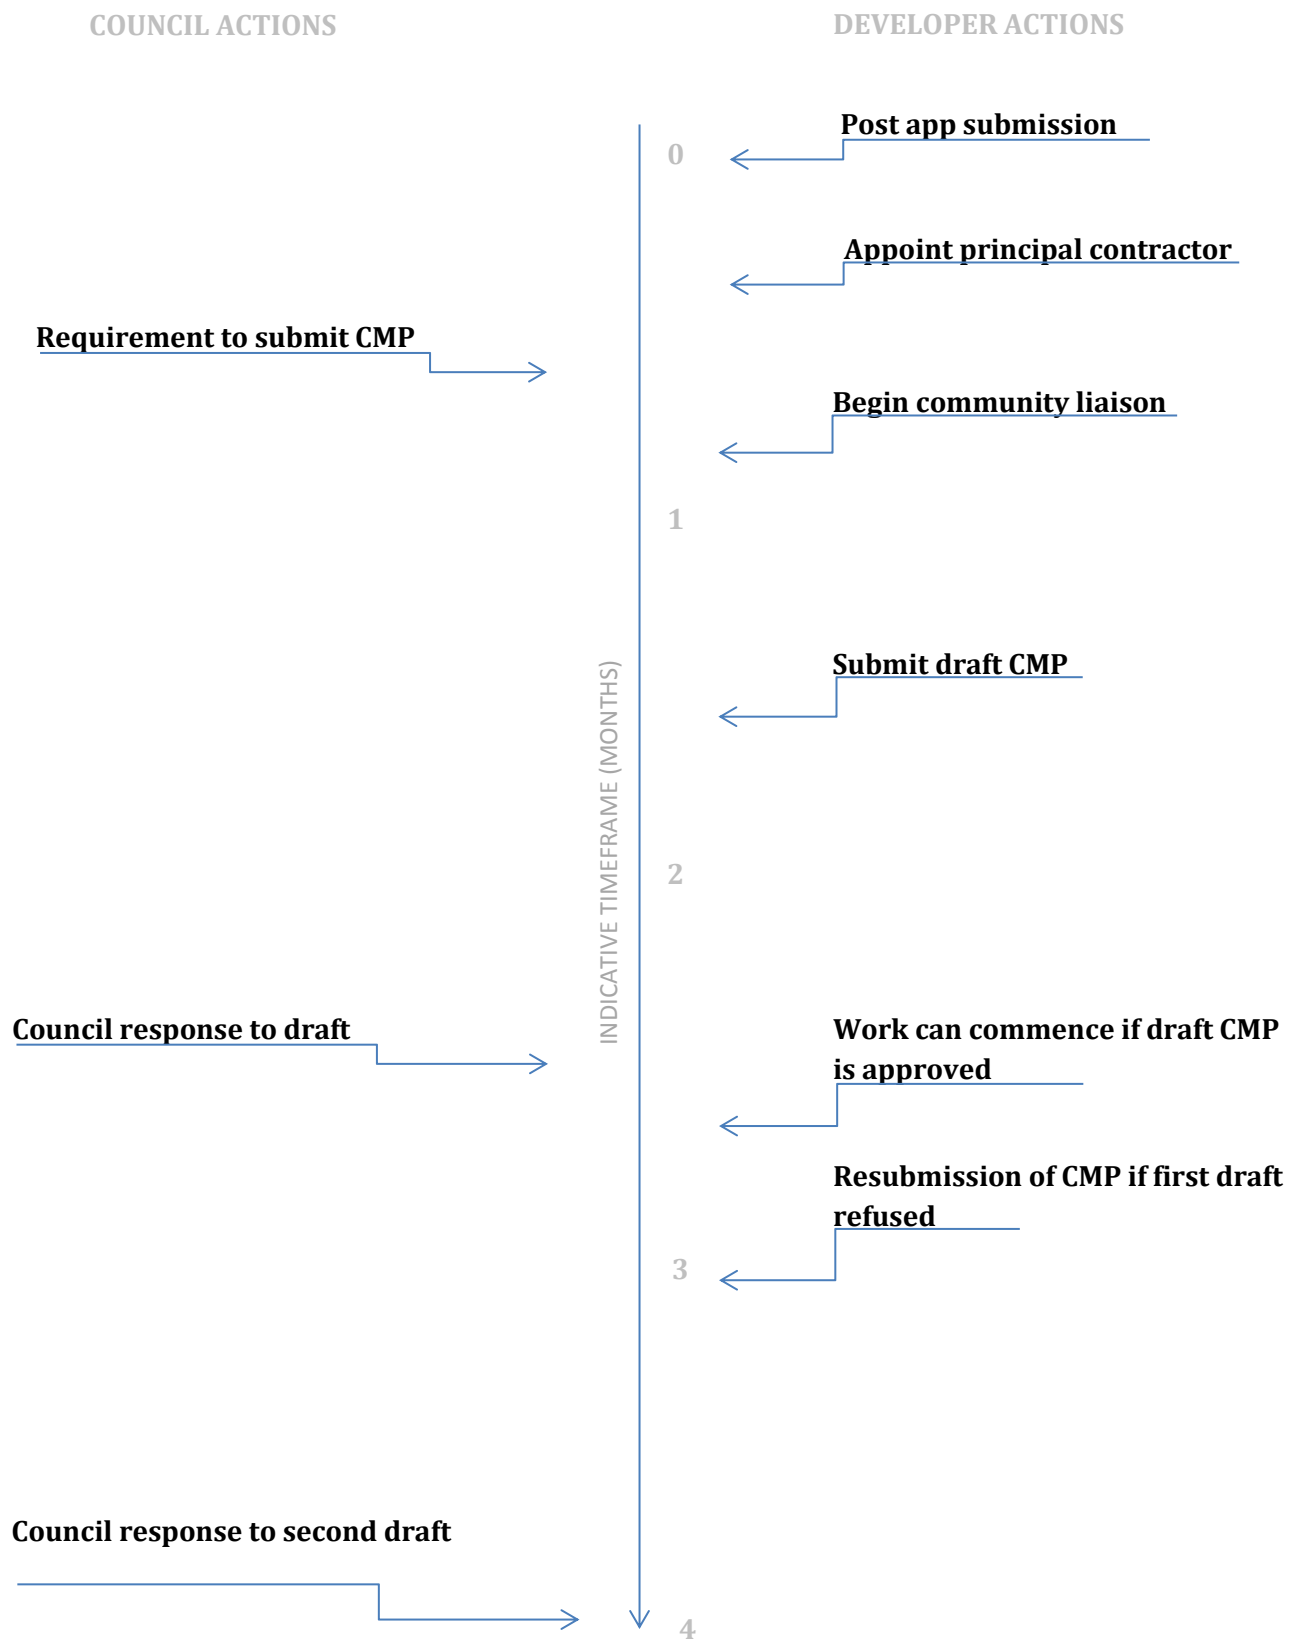 COUNCIL ACTIONS
DEVELOPER ACTIONS
Post app submission
0
Appoint principal contractor
Requirement to submit CMP
Begin community liaison
1
Submit draft CMP
INDICATIVE TIMEFRAME (MONTHS)
2
Council response to draft
Work can commence if draft CMP
is approved
Resubmission of CMP if first draft
refused
3
Council response to second draft
4